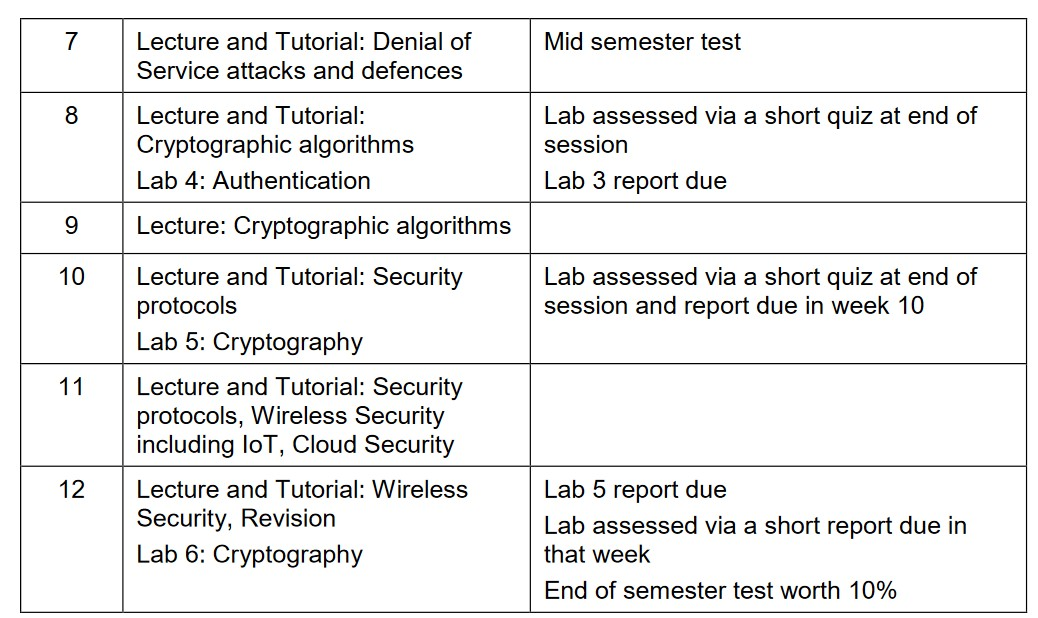 7
Lecture and Tutorial: Denial of
Service attacks and defences
Mid semester test
8
Lecture and Tutorial:
Cryptographic algorithms
Lab 4: Authentication
Lab assessed via a short quiz at end of
session
Lab 3 report due
9
Lecture: Cryptographic algorithms
10
Lecture and Tutorial: Security
protocols
Lab 5: Cryptography
Lab assessed via a short quiz at end of
session and report due in week 10
11
Lecture and Tutorial: Security
protocols, Wireless Security
including IoT, Cloud Security
12
Lecture and Tutorial: Wireless
Security, Revision
Lab 6: Cryptography
Lab 5 report due
Lab assessed via a short report due in
that week
End of semester test worth 10%